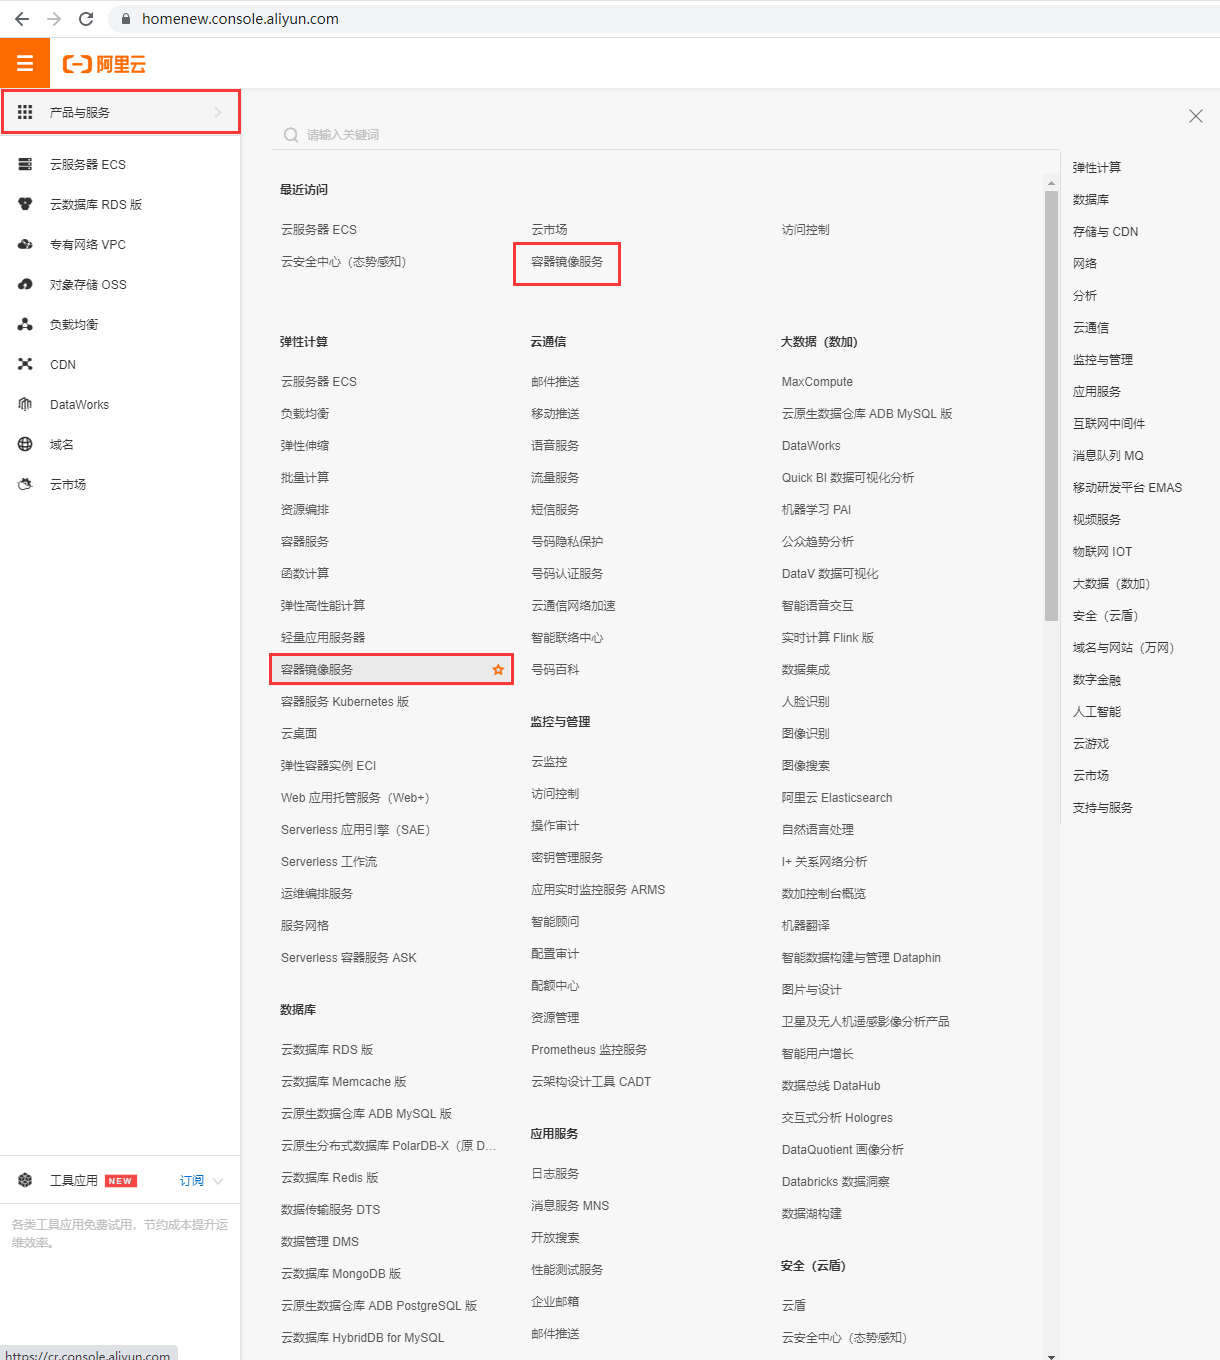 homenew.console.aliyun.com
阿里云
产品与服务
云服务器 ECS
云数据库 RDS 版
专有网络 VPC
对象存储 OSS
负载均衡
CDN
DataWorks
域名
云市场
工具应用 NEW 订阅
各类工具应用免费试用，节约成本提升运
维效率。
https://cr.console.aliyun.com
请输入关键词
最近访问
云服务器 ECS
云市场
访问控制
云安全中心（态势感知）
容器镜像服务
弹性计算
云服务器 ECS
负载均衡
弹性伸缩
批量计算
资源编排
容器服务
函数计算
弹性高性能计算
轻量应用服务器
容器镜像服务
容器服务 Kubernetes 版
云桌面
弹性容器实例 ECI
Web 应用托管服务（Web+）
Serverless 应用引擎（SAE）
Serverless 工作流
运维编排服务
服务网格
Serverless 容器服务 ASK
数据库
云数据库 RDS 版
云数据库 Memcache 版
云原生数据仓库 ADB MySQL 版
云原生分布式数据库 PolarDB-X（原 D...
云数据库 Redis 版
数据传输服务 DTS
数据管理 DMS
云数据库 MongoDB 版
云原生数据仓库 ADB PostgreSQL 版
云数据库 HybridDB for MySQL
云通信
邮件推送
移动推送
语音服务
流量服务
短信服务
号码隐私保护
号码认证服务
云通信网络加速
智能联络中心
号码百科
监控与管理
云监控
访问控制
操作审计
密钥管理服务
应用实时监控服务 ARMS
智能顾问
配置审计
配额中心
资源管理
Prometheus 监控服务
云架构设计工具 CADT
应用服务
日志服务
消息服务 MNS
开放搜索
性能测试服务
企业邮箱
邮件推送
大数据（数加）
MaxCompute
云原生数据仓库 ADB MySQL 版
DataWorks
Quick BI 数据可视化分析
机器学习 PAI
公众趋势分析
DataV 数据可视化
智能语音交互
实时计算 Flink 版
数据集成
人脸识别
图像识别
图像搜索
阿里云 Elasticsearch
自然语言处理
I+ 关系网络分析
数加控制台概览
机器翻译
智能数据构建与管理 Dataphin
图片与设计
卫星及无人机遥感影像分析产品
智能用户增长
数据总线 DataHub
交互式分析 Hologres
DataQuotient 画像分析
Databricks 数据洞察
数据湖构建
安全（云盾）
云盾
云安全中心（态势感知）
弹性计算
数据库
存储与 CDN
网络
分析
云通信
监控与管理
应用服务
互联网中间件
消息队列 MQ
移动研发平台 EMAS
视频服务
物联网 IOT
大数据（数加）
安全（云盾）
域名与网站（万网）
数字金融
人工智能
云游戏
云市场
支持与服务